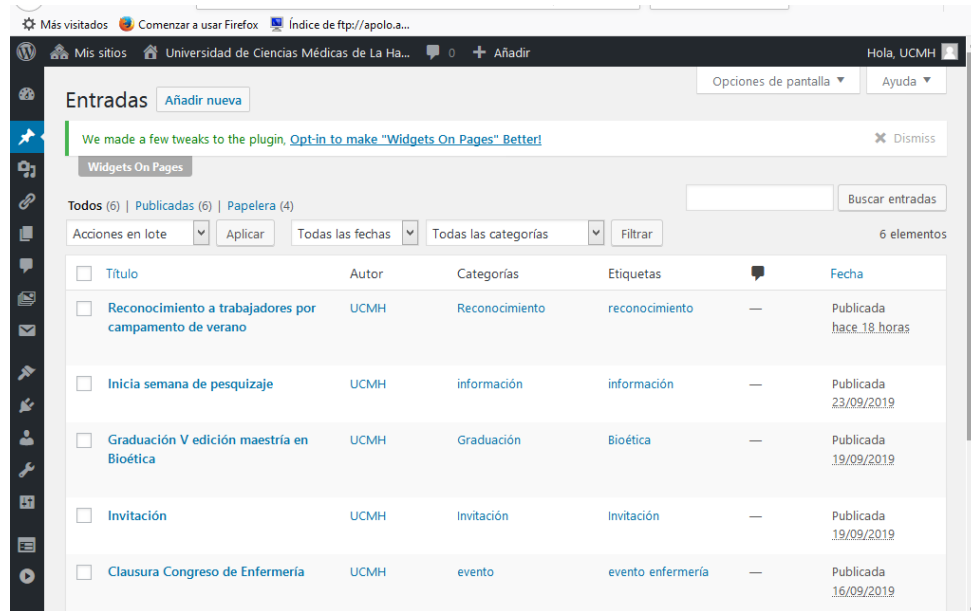 Más visitados Comenzar a usar Firefox Índice de ftp://apolo.a...
Mis sitios Universidad de Ciencias Médicas de La Ha... 0 Añadir Hola, UCMH
Opciones de pantalla Ayuda
Entradas Añadir nueva
We made a few tweaks to the plugin, Opt-in to make "Widgets On Pages" Better! Dismiss
Widgets On Pages
Todos (6) | Publicadas (6) | Papelera (4) Buscar entradas
Acciones en lote Aplicar Todas las fechas Todas las categorías Filtrar 6 elementos
Título Autor Categorías Etiquetas Fecha
Reconocimiento a trabajadores por UCMH Reconocimiento reconocimiento — Publicada
campamento de verano hace 18 horas
Inicia semana de pesquizaje UCMH información información — Publicada
23/09/2019
Graduación V edición maestría en UCMH Graduación Bioética — Publicada
Bioética 19/09/2019
Invitación UCMH Invitación Invitación — Publicada
19/09/2019
Clausura Congreso de Enfermería UCMH evento evento enfermería — Publicada
16/09/2019